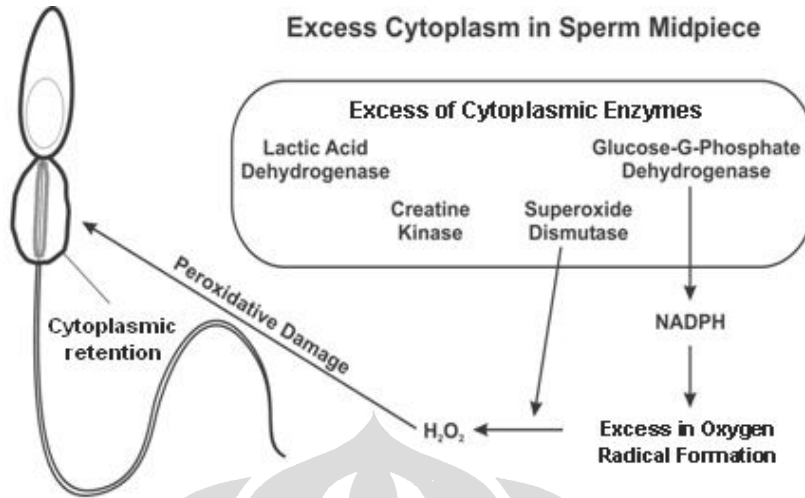 Excess Cytoplasm in Sperm Midpiece
Excess of Cytoplasmic Enzymes
Lactic Acid
Dehydrogenase
Glucose-G-Phosphate
Dehydrogenase
Creatine
Kinase
Superoxide
Dismutase
Peroxidative Damage
Cytoplasmic
retention
NADPH
H₂O₂
Excess in Oxygen
Radical Formation